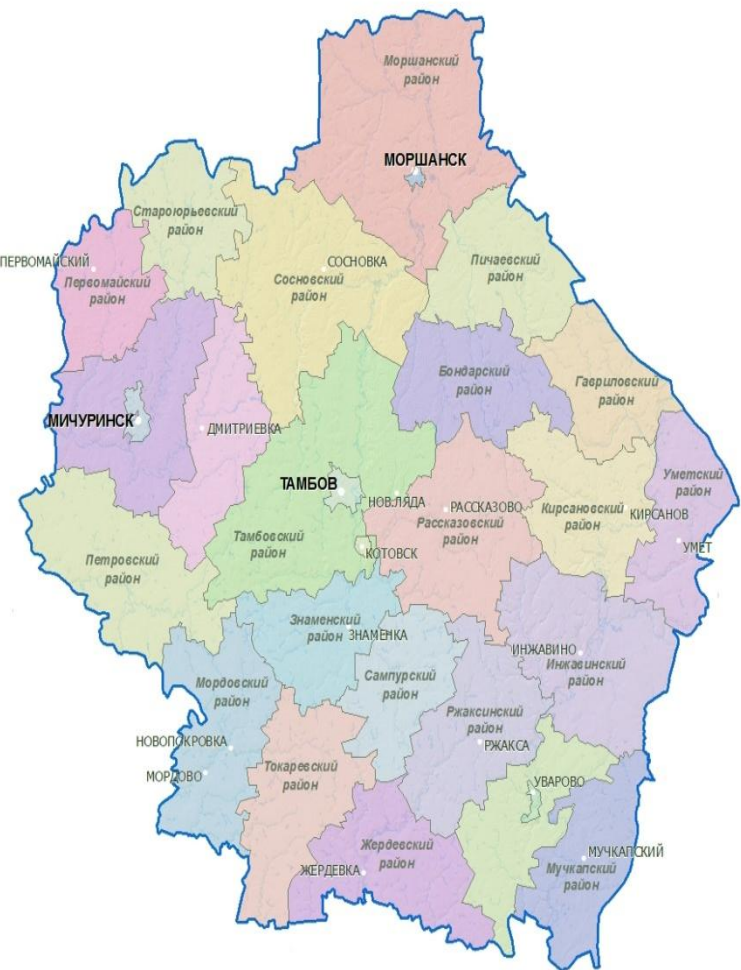 Моршанский
район
МОРШАНСК
Староюрьевский
район
ПЕРВОМАЙСКИЙ
Первомайский
район
СОСНОВКА
Сосновский
район
Пичаевский
район
Бондарский
район
Гавриловский
район
МИЧУРИНСК
ДМИТРИЕВКА
ТАМБОВ
НОВ.ЛЯДА
РАССКАЗОВО
Рассказовский
район
Кирсановский
район
КИРСАНОВ
Уметский
район
УМЕТ
Тамбовский
район
КОТОВСК
Петровский
район
Знаменский
район
ЗНАМЕНКА
Сампурский
район
ИНЖАВИНО
Инжавинский
район
Мордовский
район
Ржаксинский
район
РЖАКСА
НОВОПОКРОВКА
МОРДОВО
Токаревский
район
УВАРОВО
Жердевский
район
ЖЕРДЕВКА
МУЧКАПСКИЙ
Мучкапский
район